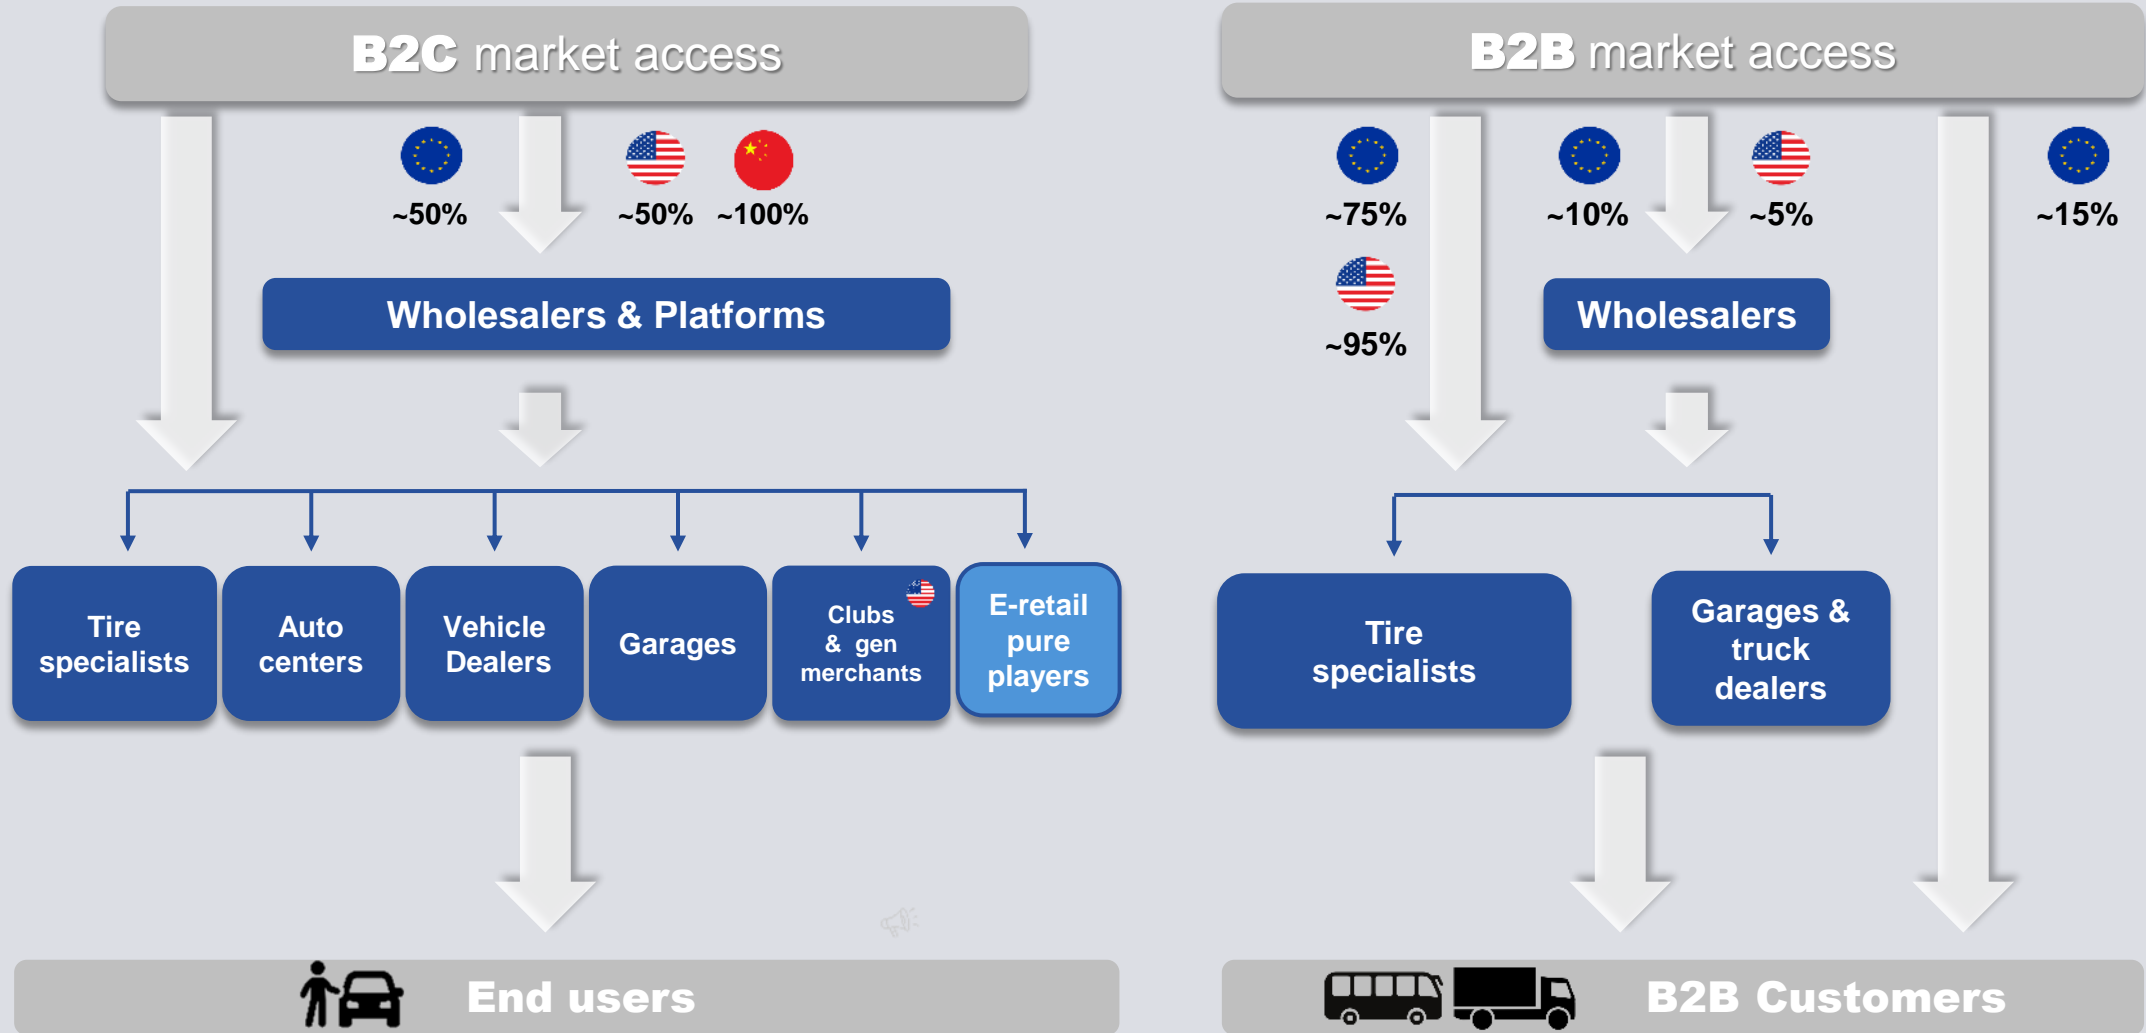 B2C market access
~50%
~50%
~100%
Wholesalers & Platforms
Tire
specialists
Auto
centers
Vehicle
Dealers
Garages
Clubs
& gen
merchants
E-retail
pure
players
End users
B2B market access
~75%
~10%
~5%
~15%
~95%
Wholesalers
Tire
specialists
Garages &
truck
dealers
B2B Customers